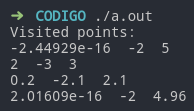 ➜ CODIGO ./a.out
Visited points:
-2.44929e-16 -2 5
2 -3 3
0.2 -2.1 2.1
2.01609e-16 -2 4.96